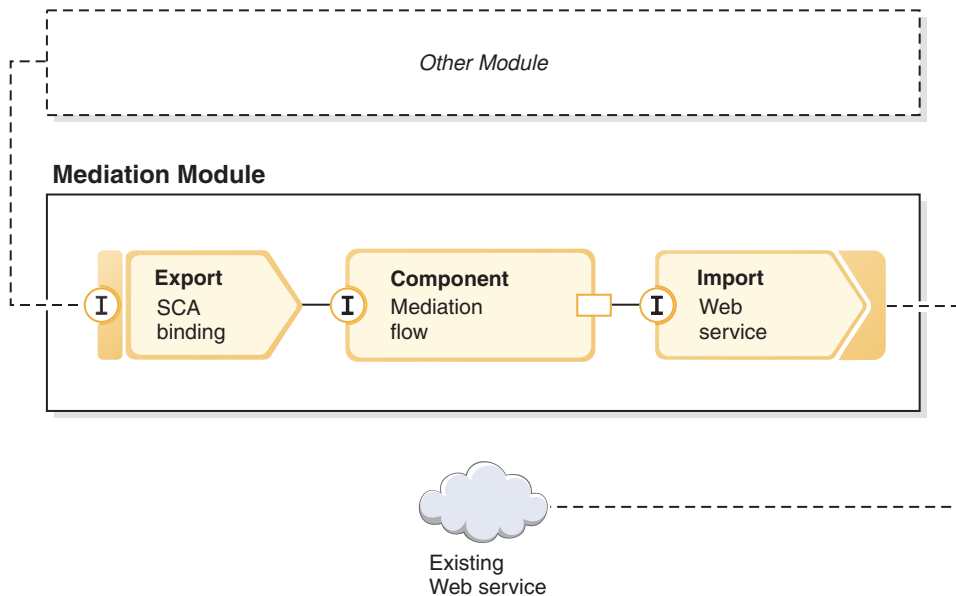 Other Module
Mediation Module
Export
SCA
binding
Component
Mediation
flow
Import
Web
service
I
I
I
Existing
Web service